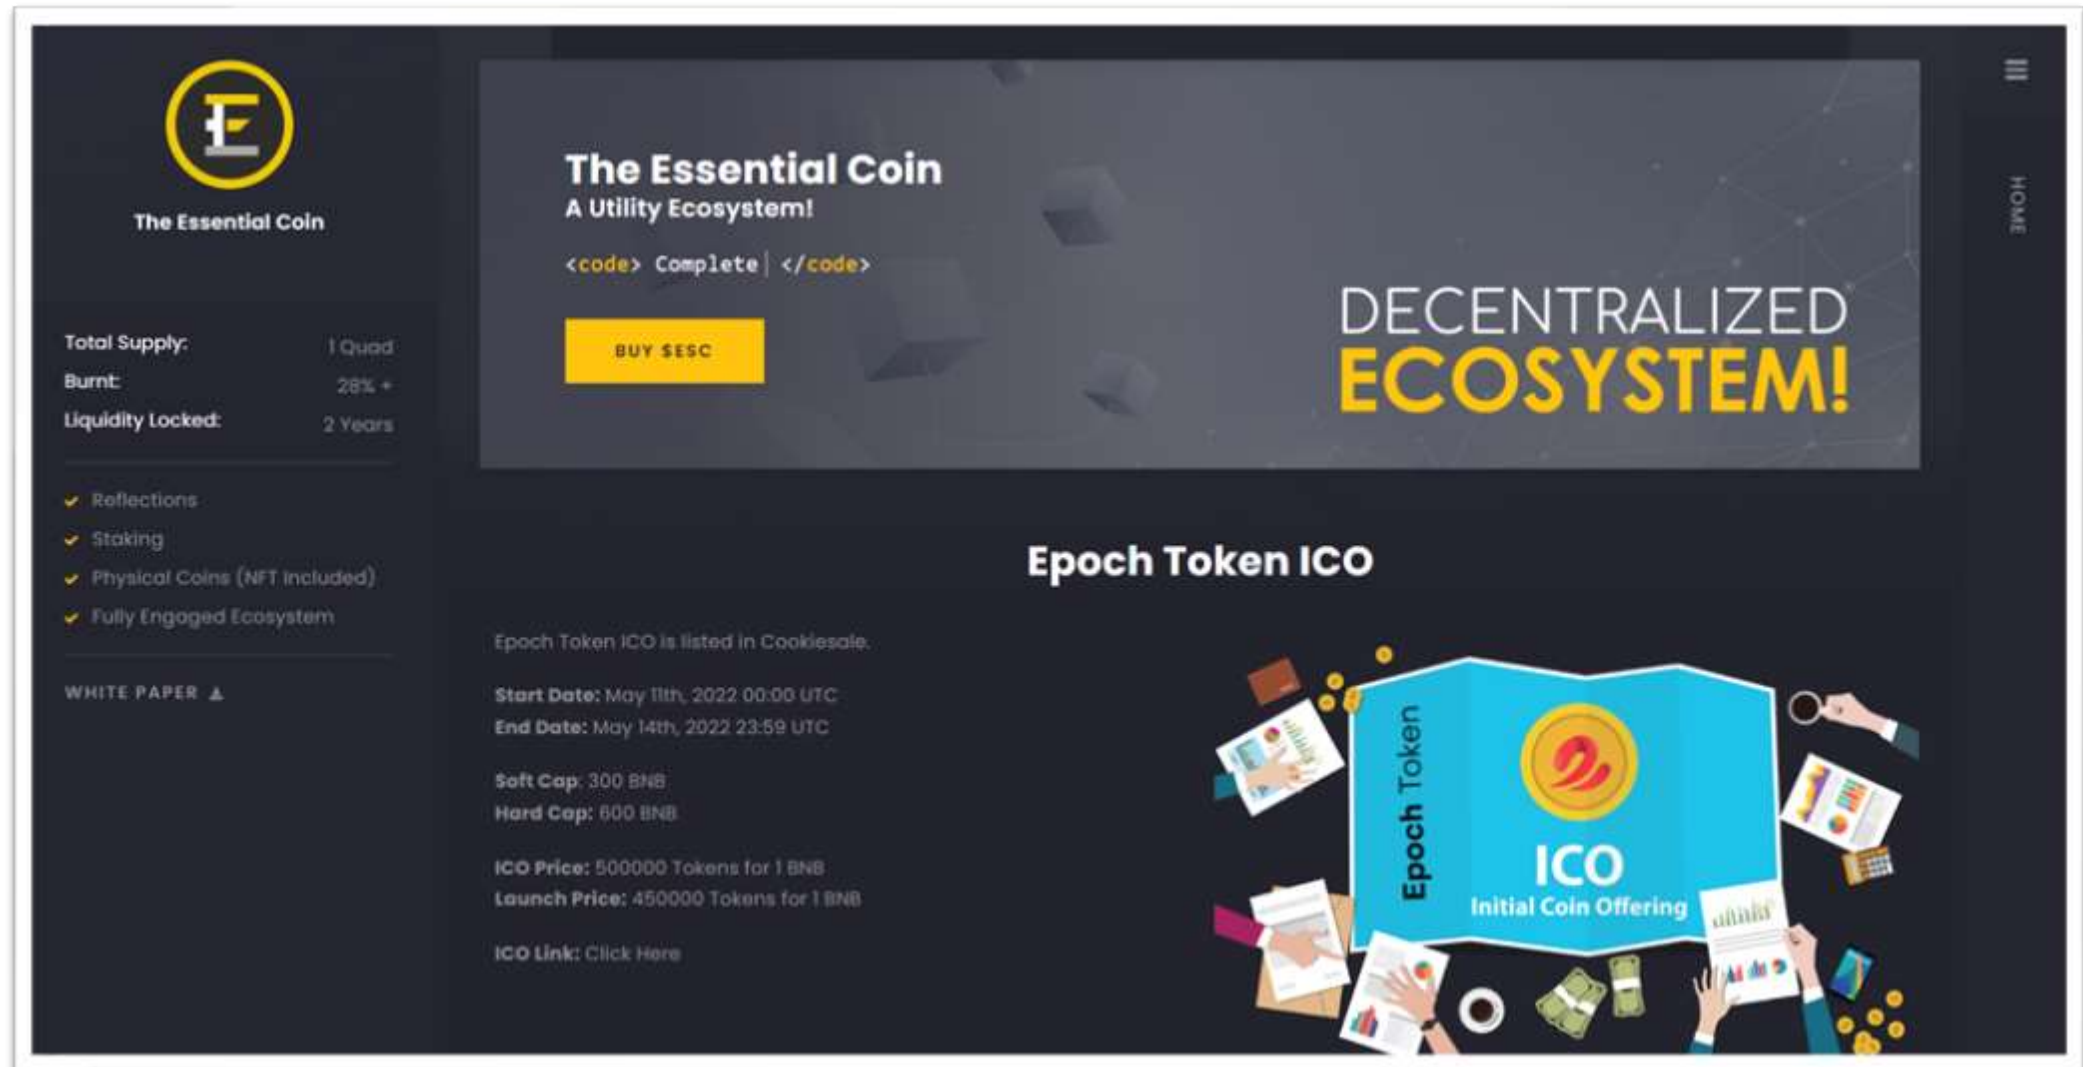 The Essential Coin
Total Supply: 1 Quad
Burnt: 28% +
Liquidity Locked: 2 Years
Reflections
Staking
Physical Coins (NFT Included)
Fully Engaged Ecosystem
WHITE PAPER
The Essential Coin
A Utility Ecosystem!
<code> Complete| </code>
BUY $ESC
DECENTRALIZED
ECOSYSTEM!
HOME
Epoch Token ICO
Epoch Token ICO is listed in Cookiesale.
Start Date: May 11th, 2022 00:00 UTC
End Date: May 14th, 2022 23:59 UTC
Soft Cap: 300 BNB
Hard Cap: 600 BNB
ICO Price: 500000 Tokens for 1 BNB
Launch Price: 450000 Tokens for 1 BNB
ICO Link: Click Here
Epoch Token
ICO
Initial Coin Offering